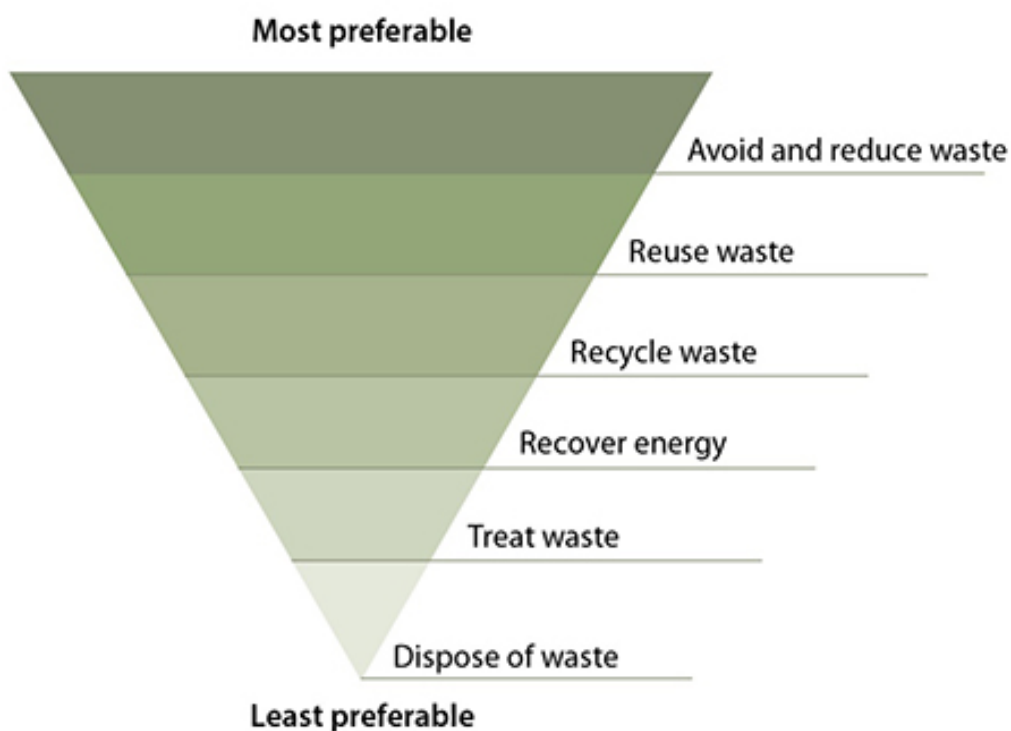 Most preferable
Avoid and reduce waste
Reuse waste
Recycle waste
Recover energy
Treat waste
Dispose of waste
Least preferable